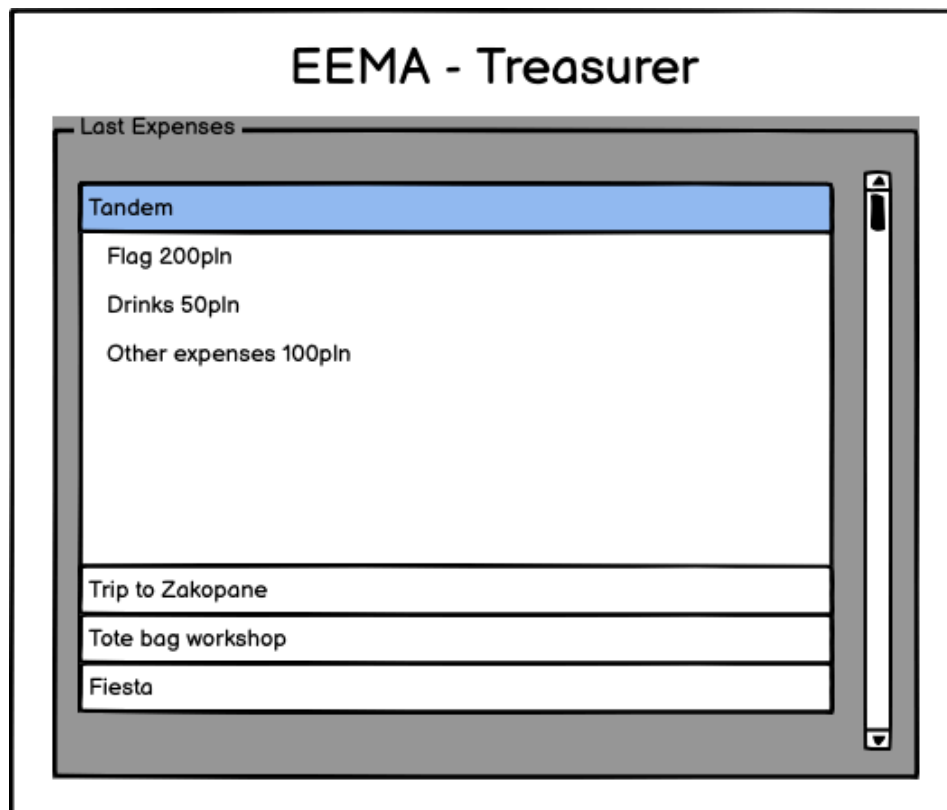 EEMA - Treasurer
Last Expenses
Tandem
Flag 200pln
Drinks 50pln
Other expenses 100pln
Trip to Zakopane
Tote bag workshop
Fiesta